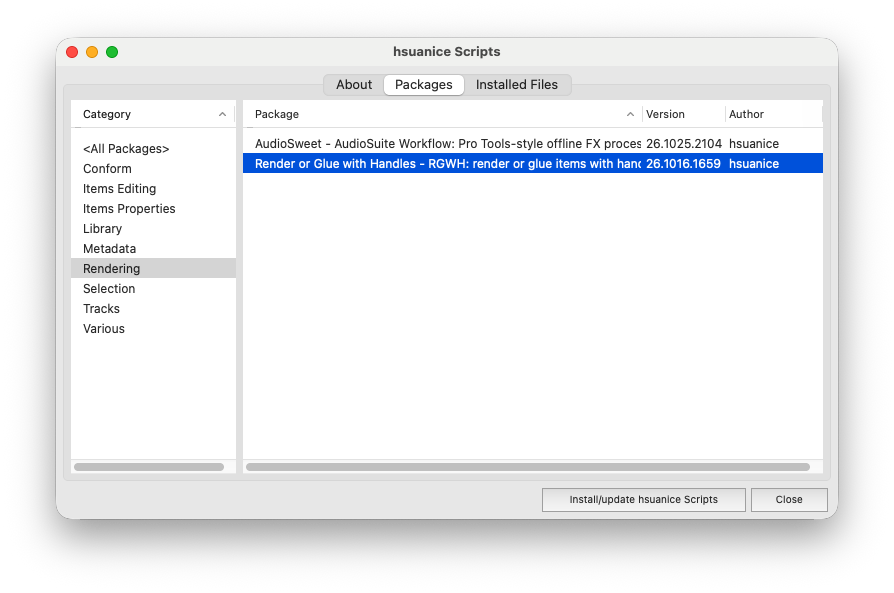 hsuanice Scripts
About Packages Installed Files
Category
<All Packages>
Conform
Items Editing
Items Properties
Library
Metadata
Rendering
Selection
Tracks
Various
Package Version Author
AudioSweet - AudioSuite Workflow: Pro Tools-style offline FX proces 26.1025.2104 hsuanice
Render or Glue with Handles - RGWH: render or glue items with hand 26.1016.1659 hsuanice
Install/update hsuanice Scripts Close